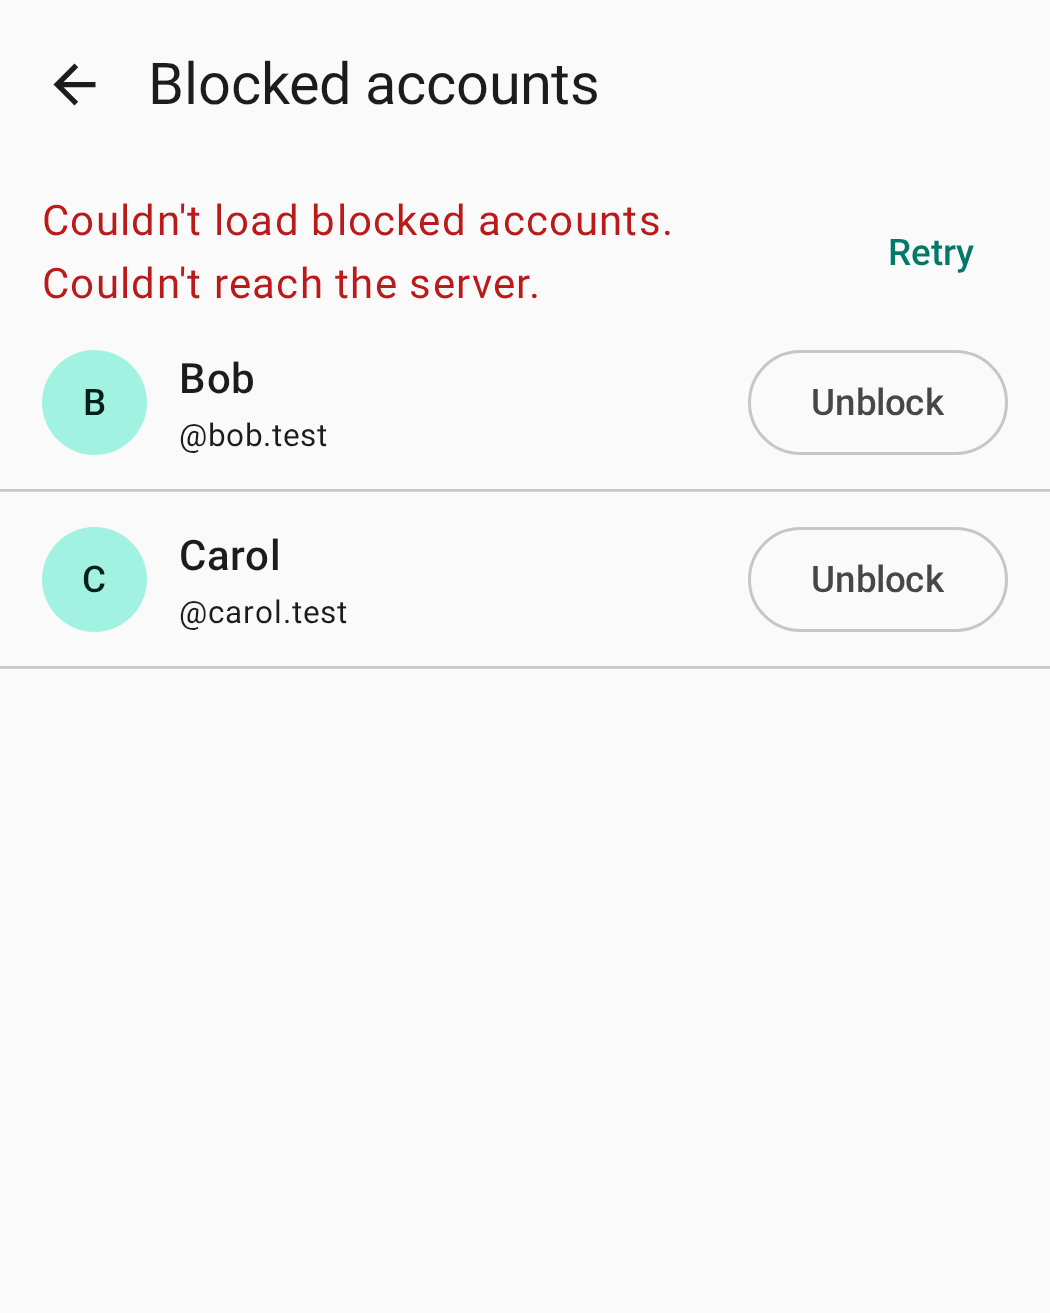 Blocked accounts
Couldn't load blocked accounts.
Couldn't reach the server.
Retry
B
Bob
@bob.test
Unblock
C
Carol
@carol.test
Unblock